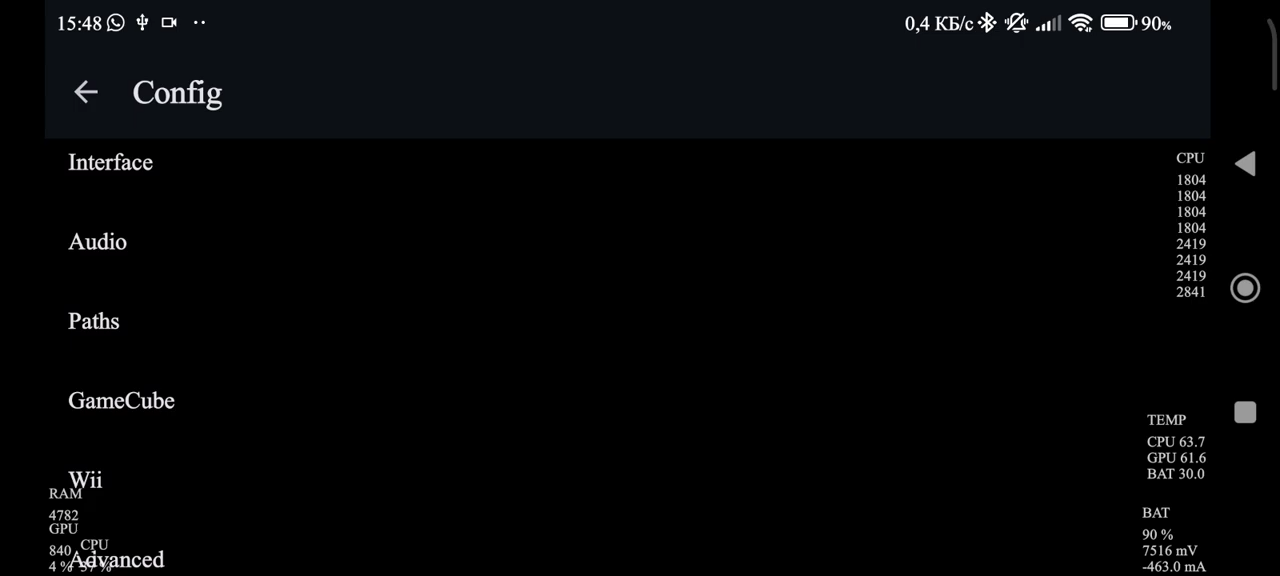 15:48
0,4 КБ/с
90%
Config
Interface
Audio
Paths
GameCube
Wii
Advanced
CPU
1804
1804
1804
1804
2419
2419
2419
2841
TEMP
CPU 63.7
GPU 61.6
BAT 30.0
BAT
90 %
7516 mV
-463.0 mA
RAM
4782
GPU
840
4 %
CPU